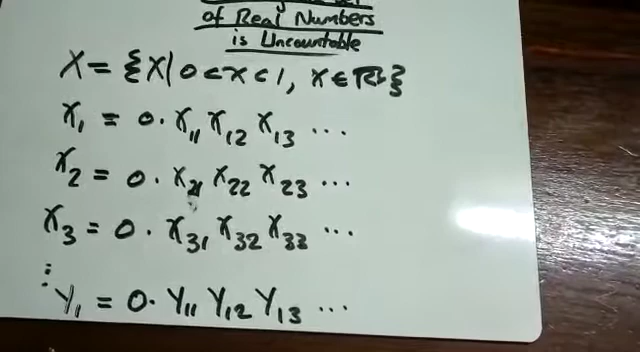 of Real Numbers
is Uncountable
X = {x | 0 < x < 1, x ∈ ℝ}
x₁ = 0. x₁₁ x₁₂ x₁₃ ...
x₂ = 0. x₂₁ x₂₂ x₂₃ ...
x₃ = 0. x₃₁ x₃₂ x₃₃ ...
⋮
y₁ = 0. y₁₁ y₁₂ y₁₃ ...